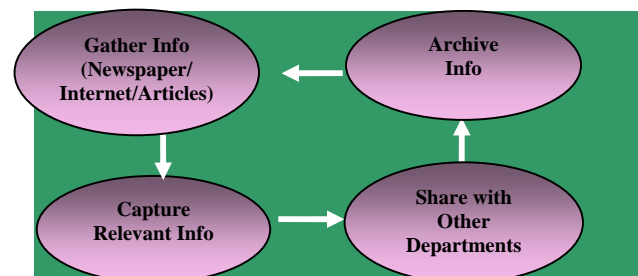 Gather Info
(Newspaper/
Internet/Articles)
Archive
Info
Capture
Relevant Info
Share with
Other
Departments